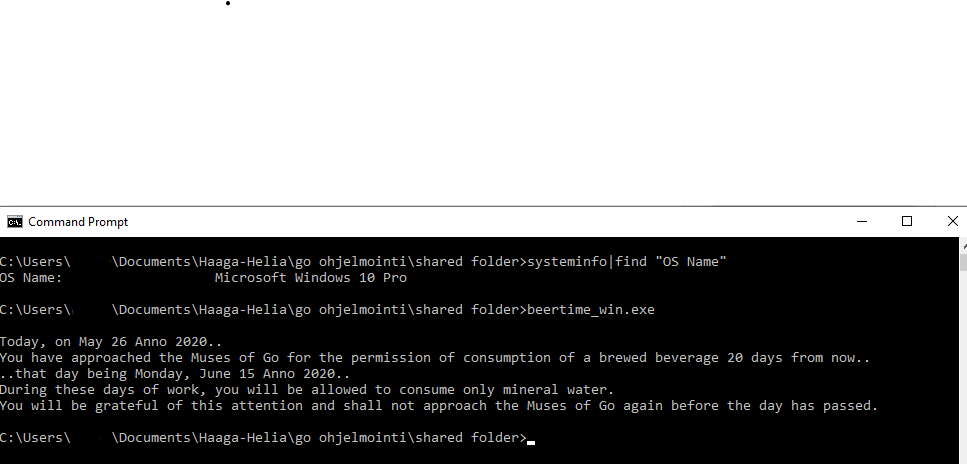 Command Prompt
C:\Users\ \Documents\Haaga-Helia\go ohjelmointi\shared folder>systeminfo|find "OS Name"
OS Name: Microsoft Windows 10 Pro
C:\Users\ \Documents\Haaga-Helia\go ohjelmointi\shared folder>beertime_win.exe
Today, on May 26 Anno 2020..
You have approached the Muses of Go for the permission of consumption of a brewed beverage 20 days from now..
..that day being Monday, June 15 Anno 2020..
During these days of work, you will be allowed to consume only mineral water.
You will be grateful of this attention and shall not approach the Muses of Go again before the day has passed.
C:\Users\ \Documents\Haaga-Helia\go ohjelmointi\shared folder>